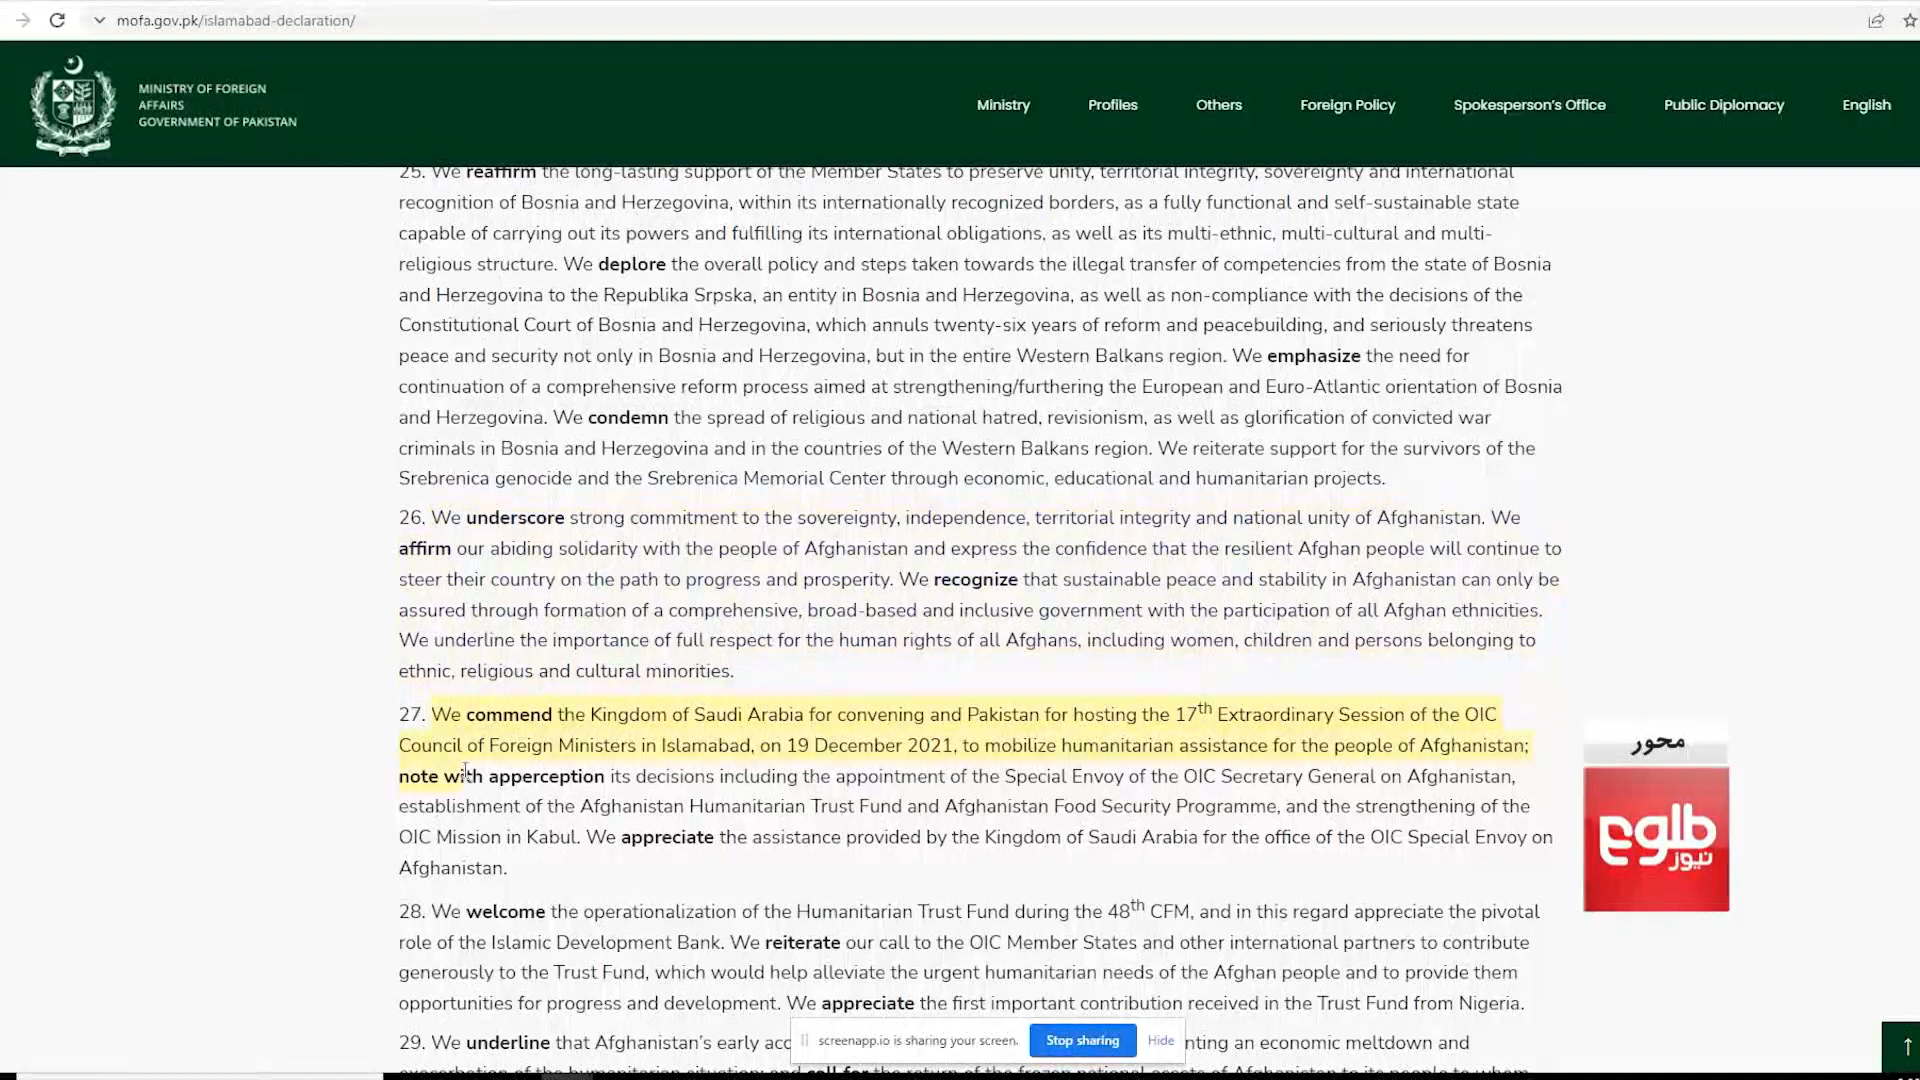 mofa.gov.pk/islamabad-declaration/
MINISTRY OF FOREIGN
AFFAIRS
GOVERNMENT OF PAKISTAN
Ministry
Profiles
Others
Foreign Policy
Spokesperson's Office
Public Diplomacy
English
25. We reaffirm the long-lasting support of the Member States to preserve unity, territorial integrity, sovereignty and international
recognition of Bosnia and Herzegovina, within its internationally recognized borders, as a fully functional and self-sustainable state
capable of carrying out its powers and fulfilling its international obligations, as well as its multi-ethnic, multi-cultural and multi-
religious structure. We deplore the overall policy and steps taken towards the illegal transfer of competencies from the state of Bosnia
and Herzegovina to the Republika Srpska, an entity in Bosnia and Herzegovina, as well as non-compliance with the decisions of the
Constitutional Court of Bosnia and Herzegovina, which annuls twenty-six years of reform and peacebuilding, and seriously threatens
peace and security not only in Bosnia and Herzegovina, but in the entire Western Balkans region. We emphasize the need for
continuation of a comprehensive reform process aimed at strengthening/furthering the European and Euro-Atlantic orientation of Bosnia
and Herzegovina. We condemn the spread of religious and national hatred, revisionism, as well as glorification of convicted war
criminals in Bosnia and Herzegovina and in the countries of the Western Balkans region. We reiterate support for the survivors of the
Srebrenica genocide and the Srebrenica Memorial Center through economic, educational and humanitarian projects.
26. We underscore strong commitment to the sovereignty, independence, territorial integrity and national unity of Afghanistan. We
affirm our abiding solidarity with the people of Afghanistan and express the confidence that the resilient Afghan people will continue to
steer their country on the path to progress and prosperity. We recognize that sustainable peace and stability in Afghanistan can only be
assured through formation of a comprehensive, broad-based and inclusive government with the participation of all Afghan ethnicities.
We underline the importance of full respect for the human rights of all Afghans, including women, children and persons belonging to
ethnic, religious and cultural minorities.
27. We commend the Kingdom of Saudi Arabia for convening and Pakistan for hosting the 17th Extraordinary Session of the OIC
Council of Foreign Ministers in Islamabad, on 19 December 2021, to mobilize humanitarian assistance for the people of Afghanistan;
note with apperception its decisions including the appointment of the Special Envoy of the OIC Secretary General on Afghanistan,
establishment of the Afghanistan Humanitarian Trust Fund and Afghanistan Food Security Programme, and the strengthening of the
OIC Mission in Kabul. We appreciate the assistance provided by the Kingdom of Saudi Arabia for the office of the OIC Special Envoy on
Afghanistan.
محور
طلوع
نیوز
28. We welcome the operationalization of the Humanitarian Trust Fund during the 48th CFM, and in this regard appreciate the pivotal
role of the Islamic Development Bank. We reiterate our call to the OIC Member States and other international partners to contribute
generously to the Trust Fund, which would help alleviate the urgent humanitarian needs of the Afghan people and to provide them
opportunities for progress and development. We appreciate the first important contribution received in the Trust Fund from Nigeria.
29. We underline that Afghanistan's early acc nting an economic meltdown and
screenapp.io is sharing your screen.
Stop sharing
Hide